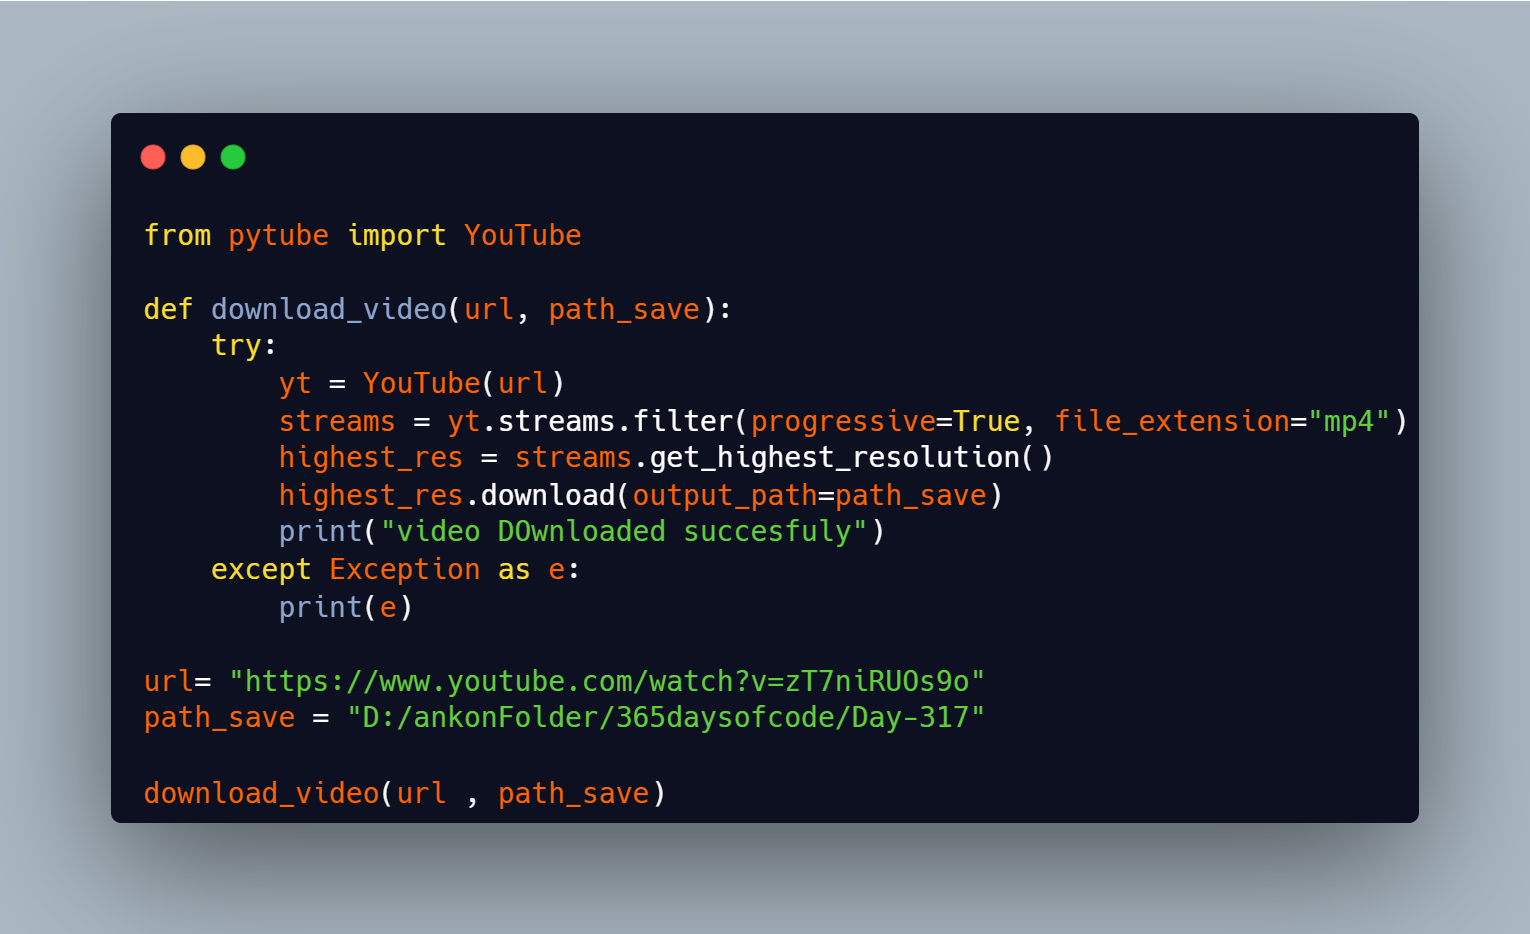 from pytube import YouTube
def download_video(url, path_save):
    try:
        yt = YouTube(url)
        streams = yt.streams.filter(progressive=True, file_extension="mp4")
        highest_res = streams.get_highest_resolution()
        highest_res.download(output_path=path_save)
        print("video DOwnloaded succesfuly")
    except Exception as e:
        print(e)
url= "https://www.youtube.com/watch?v=zT7niRUOs9o"
path_save = "D:/ankonFolder/365daysofcode/Day-317"
download_video(url , path_save)